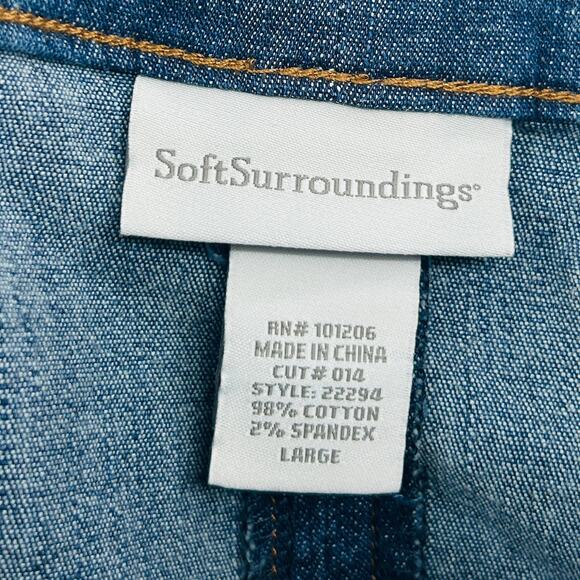 SoftSurroundings®
RN# 101206
MADE IN CHINA
CUT# 014
STYLE: 22294
98% COTTON
2% SPANDEX
LARGE